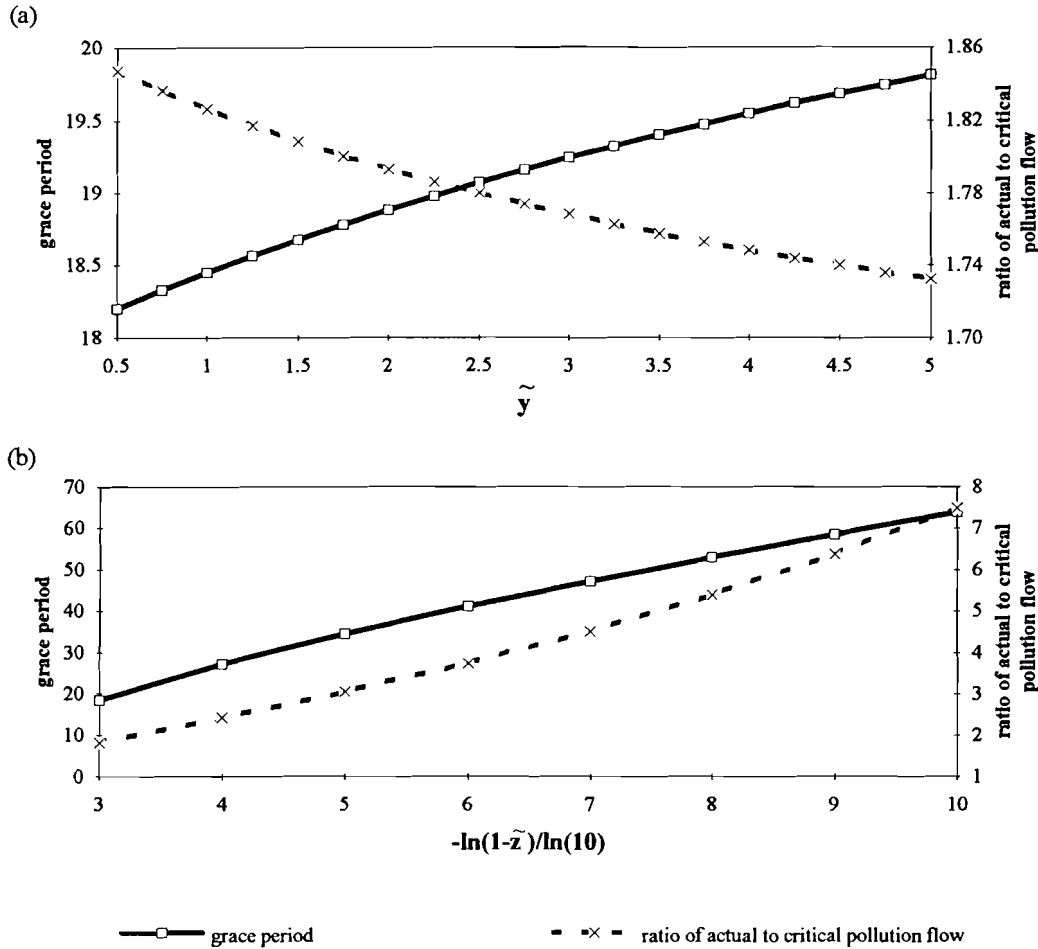 (a)
20
19.5
19
18.5
18
grace period
1.86
1.82
1.78
1.74
1.70
ratio of actual to critical
pollution flow
0.5 1 1.5 2 2.5 3 3.5 4 4.5 5
ỹ
(b)
70
60
50
40
30
20
10
0
grace period
8
7
6
5
4
3
2
1
ratio of actual to critical
pollution flow
3 4 5 6 7 8 9 10
-ln(1-z̃)/ln(10)
grace period
ratio of actual to critical pollution flow